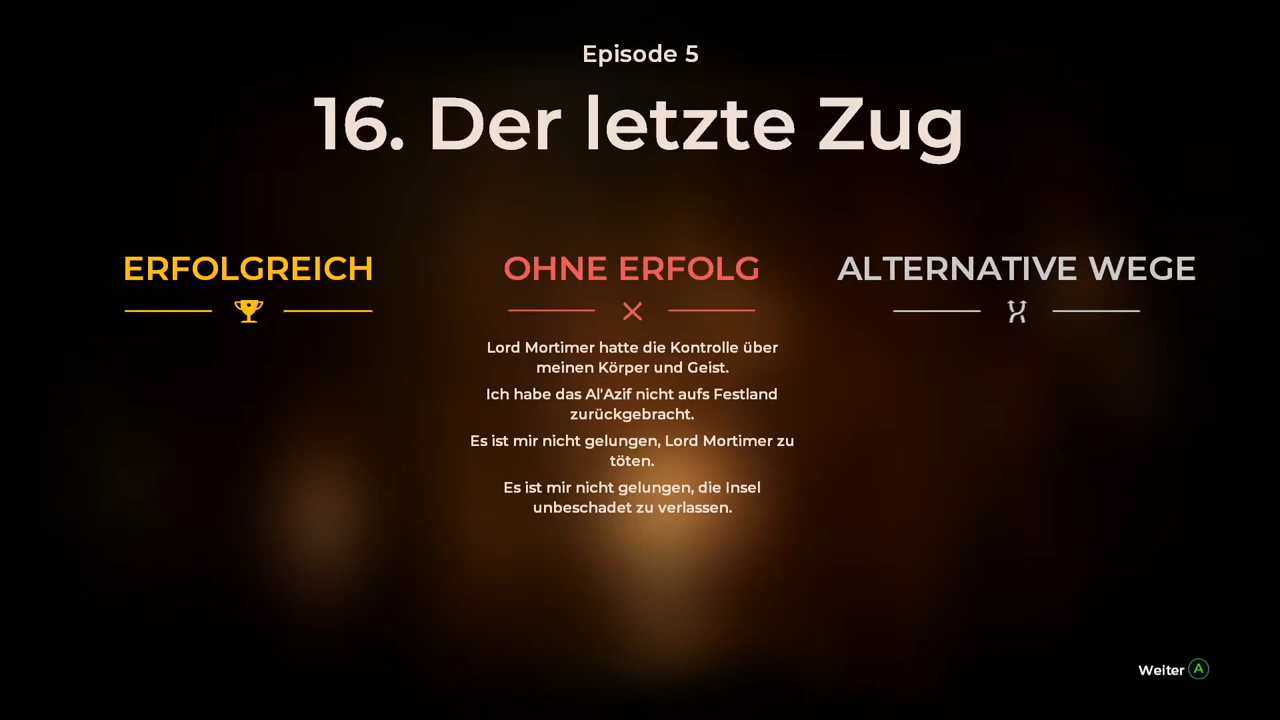 Episode 5
16. Der letzte Zug
ERFOLGREICH
OHNE ERFOLG
Lord Mortimer hatte die Kontrolle über
meinen Körper und Geist.
Ich habe das Al'Azif nicht aufs Festland
zurückgebracht.
Es ist mir nicht gelungen, Lord Mortimer zu
töten.
Es ist mir nicht gelungen, die Insel
unbeschadet zu verlassen.
ALTERNATIVE WEGE
Weiter A